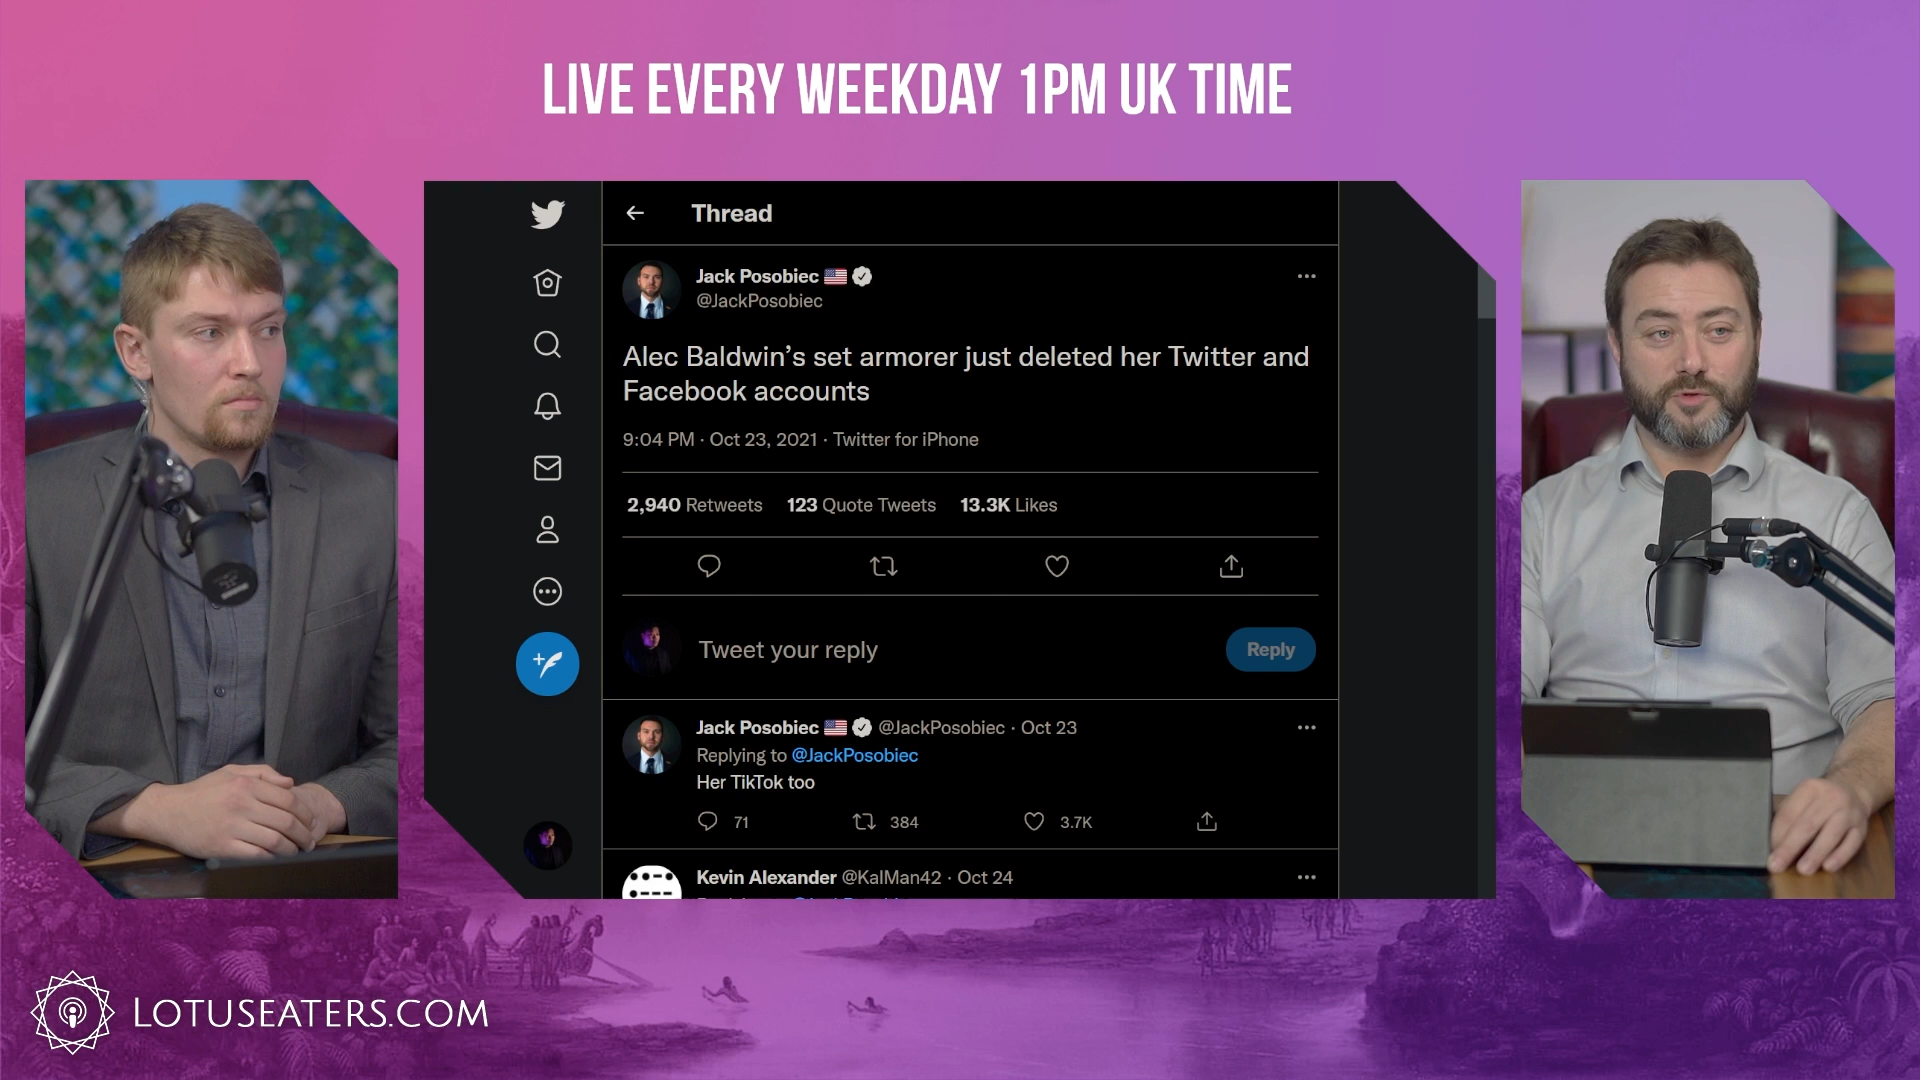 LIVE EVERY WEEKDAY 1PM UK TIME
Thread
Jack Posobiec
@JackPosobiec
Alec Baldwin's set armorer just deleted her Twitter and
Facebook accounts
9:04 PM · Oct 23, 2021 · Twitter for iPhone
2,940 Retweets 123 Quote Tweets 13.3K Likes
Tweet your reply
Reply
Jack Posobiec @JackPosobiec · Oct 23
Replying to @JackPosobiec
Her TikTok too
71 384 3.7K
Kevin Alexander @KalMan42 · Oct 24
LOTUSEATERS.COM